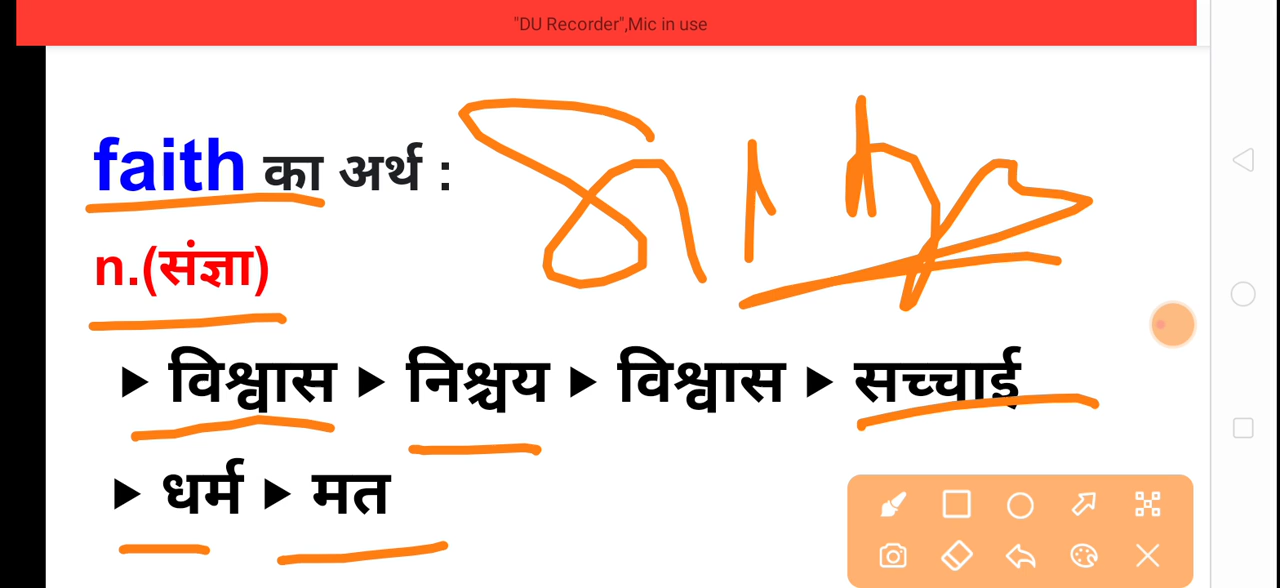 "DU Recorder",Mic in use
faith का अर्थ :
n.(संज्ञा)
▶ विश्वास ▶ निश्चय ▶ विश्वास ▶ सच्चाई
▶ धर्म ▶ मत